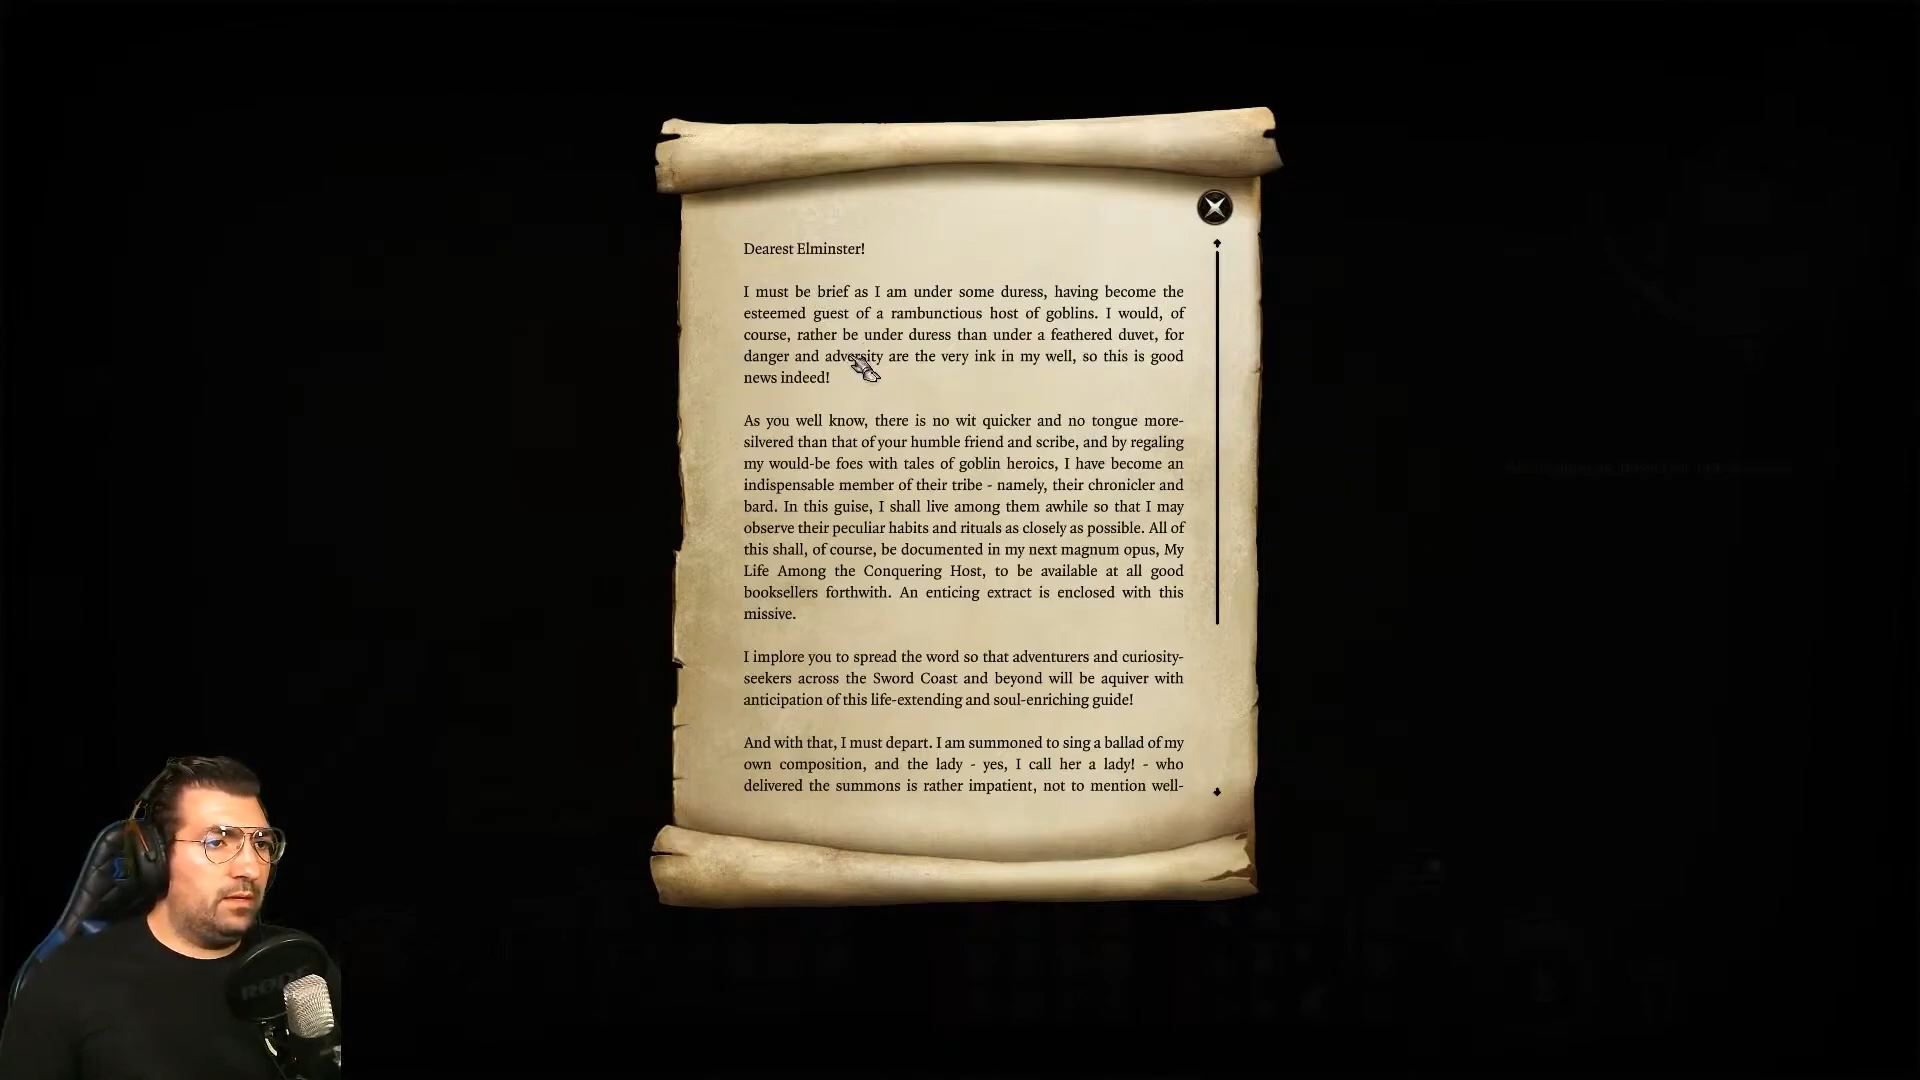 Dearest Elminster!
I must be brief as I am under some duress, having become the
esteemed guest of a rambunctious host of goblins. I would, of
course, rather be under duress than under a feathered duvet, for
danger and adversity are the very ink in my well, so this is good
news indeed!
As you well know, there is no wit quicker and no tongue more-
silvered than that of your humble friend and scribe, and by regaling
my would-be foes with tales of goblin heroics, I have become an
indispensable member of their tribe - namely, their chronicler and
bard. In this guise, I shall live among them awhile so that I may
observe their peculiar habits and rituals as closely as possible. All of
this shall, of course, be documented in my next magnum opus, My
Life Among the Conquering Host, to be available at all good
booksellers forthwith. An enticing extract is enclosed with this
missive.
I implore you to spread the word so that adventurers and curiosity-
seekers across the Sword Coast and beyond will be aquiver with
anticipation of this life-extending and soul-enriching guide!
And with that, I must depart. I am summoned to sing a ballad of my
own composition, and the lady - yes, I call her a lady! - who
delivered the summons is rather impatient, not to mention well-
RØDE